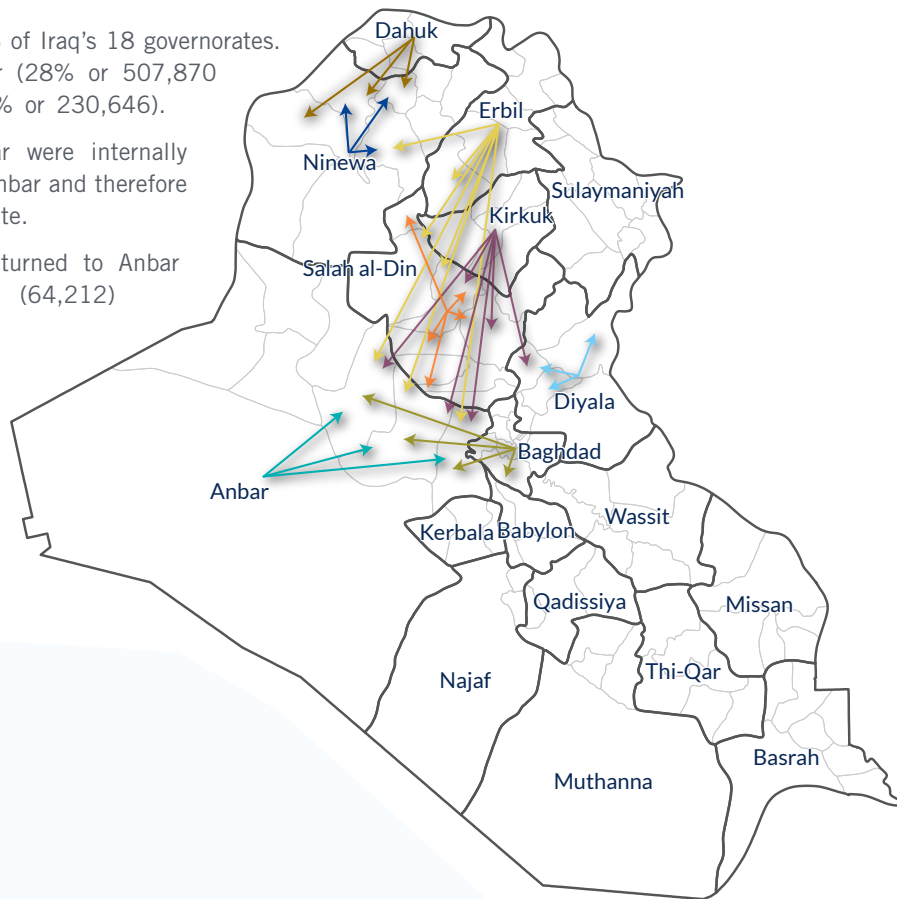 of Iraq's 18 governorates.
(28% or 507,870
% or 230,646).
were internally
and therefore
turned to Anbar
(64,212)
Dahuk
Erbil
Ninewa
Sulaymaniyah
Kirkuk
Salah al-Din
Diyala
Baghdad
Anbar
Wassit
Kerbala
Babylon
Qadissiya
Missan
Thi-Qar
Najaf
Basrah
Muthanna